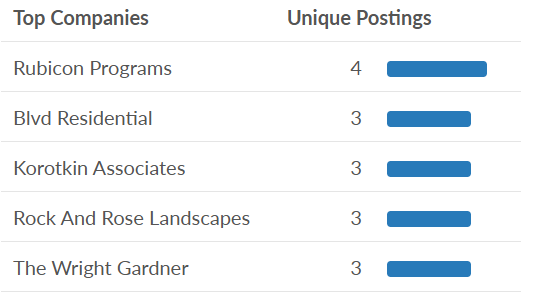 Top Companies Unique Postings
Rubicon Programs 4
Blvd Residential 3
Korotkin Associates 3
Rock And Rose Landscapes 3
The Wright Gardner 3